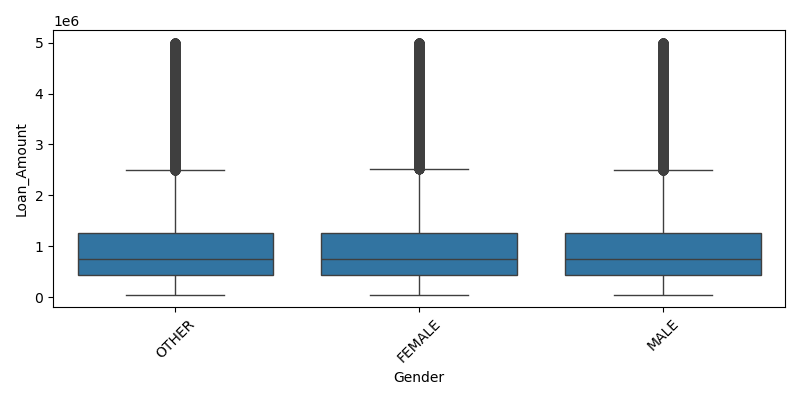 1e6
5
4
3
2
1
0
Loan_Amount
OTHER
FEMALE
MALE
Gender